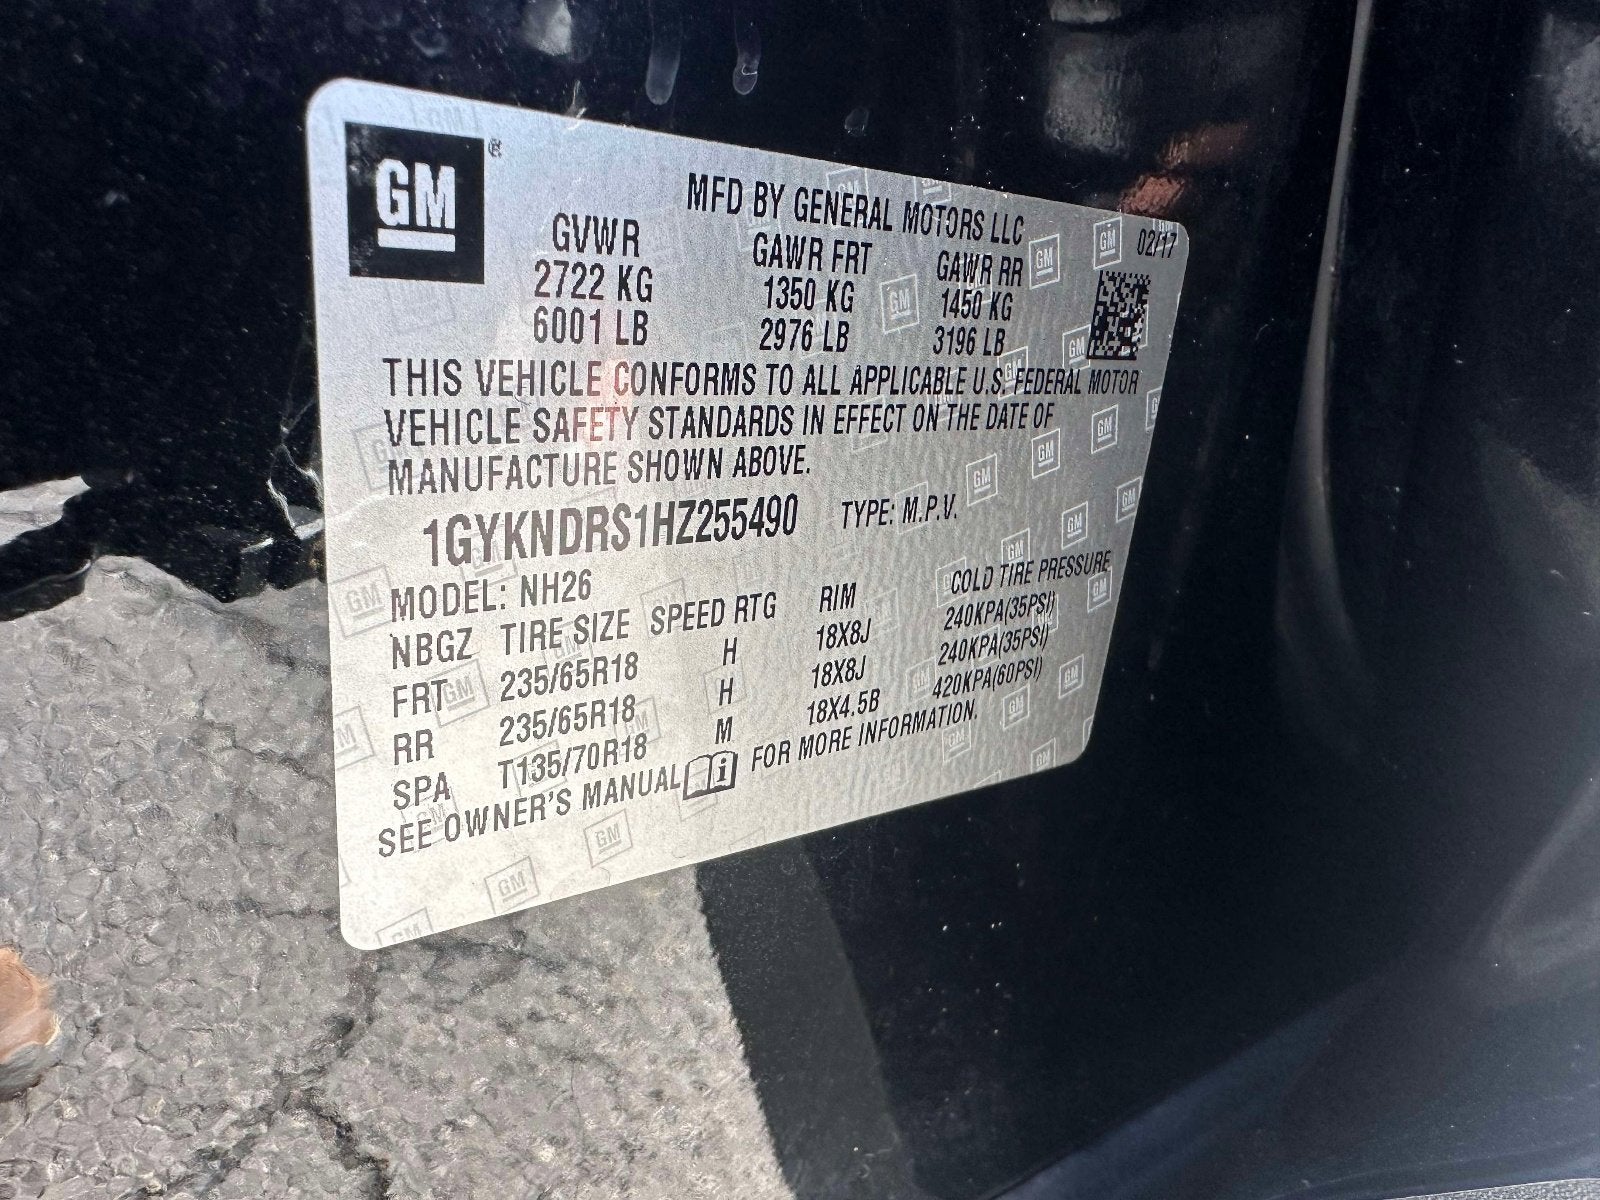 GM ®
MFD BY GENERAL MOTORS LLC
02/17
GVWR GAWR FRT GAWR RR
2722 KG 1350 KG 1450 KG
6001 LB 2976 LB 3196 LB
THIS VEHICLE CONFORMS TO ALL APPLICABLE U.S. FEDERAL MOTOR
VEHICLE SAFETY STANDARDS IN EFFECT ON THE DATE OF
MANUFACTURE SHOWN ABOVE.
1GYKNDRS1HZ255490 TYPE: M.P.V.
MODEL: NH26
NBGZ TIRE SIZE SPEED RTG RIM COLD TIRE PRESSURE
FRT 235/65R18 H 18X8J 240KPA(35PSI)
RR 235/65R18 H 18X8J 240KPA(35PSI)
SPA T135/70R18 M 18X4.5B 420KPA(60PSI)
SEE OWNER'S MANUAL i FOR MORE INFORMATION.